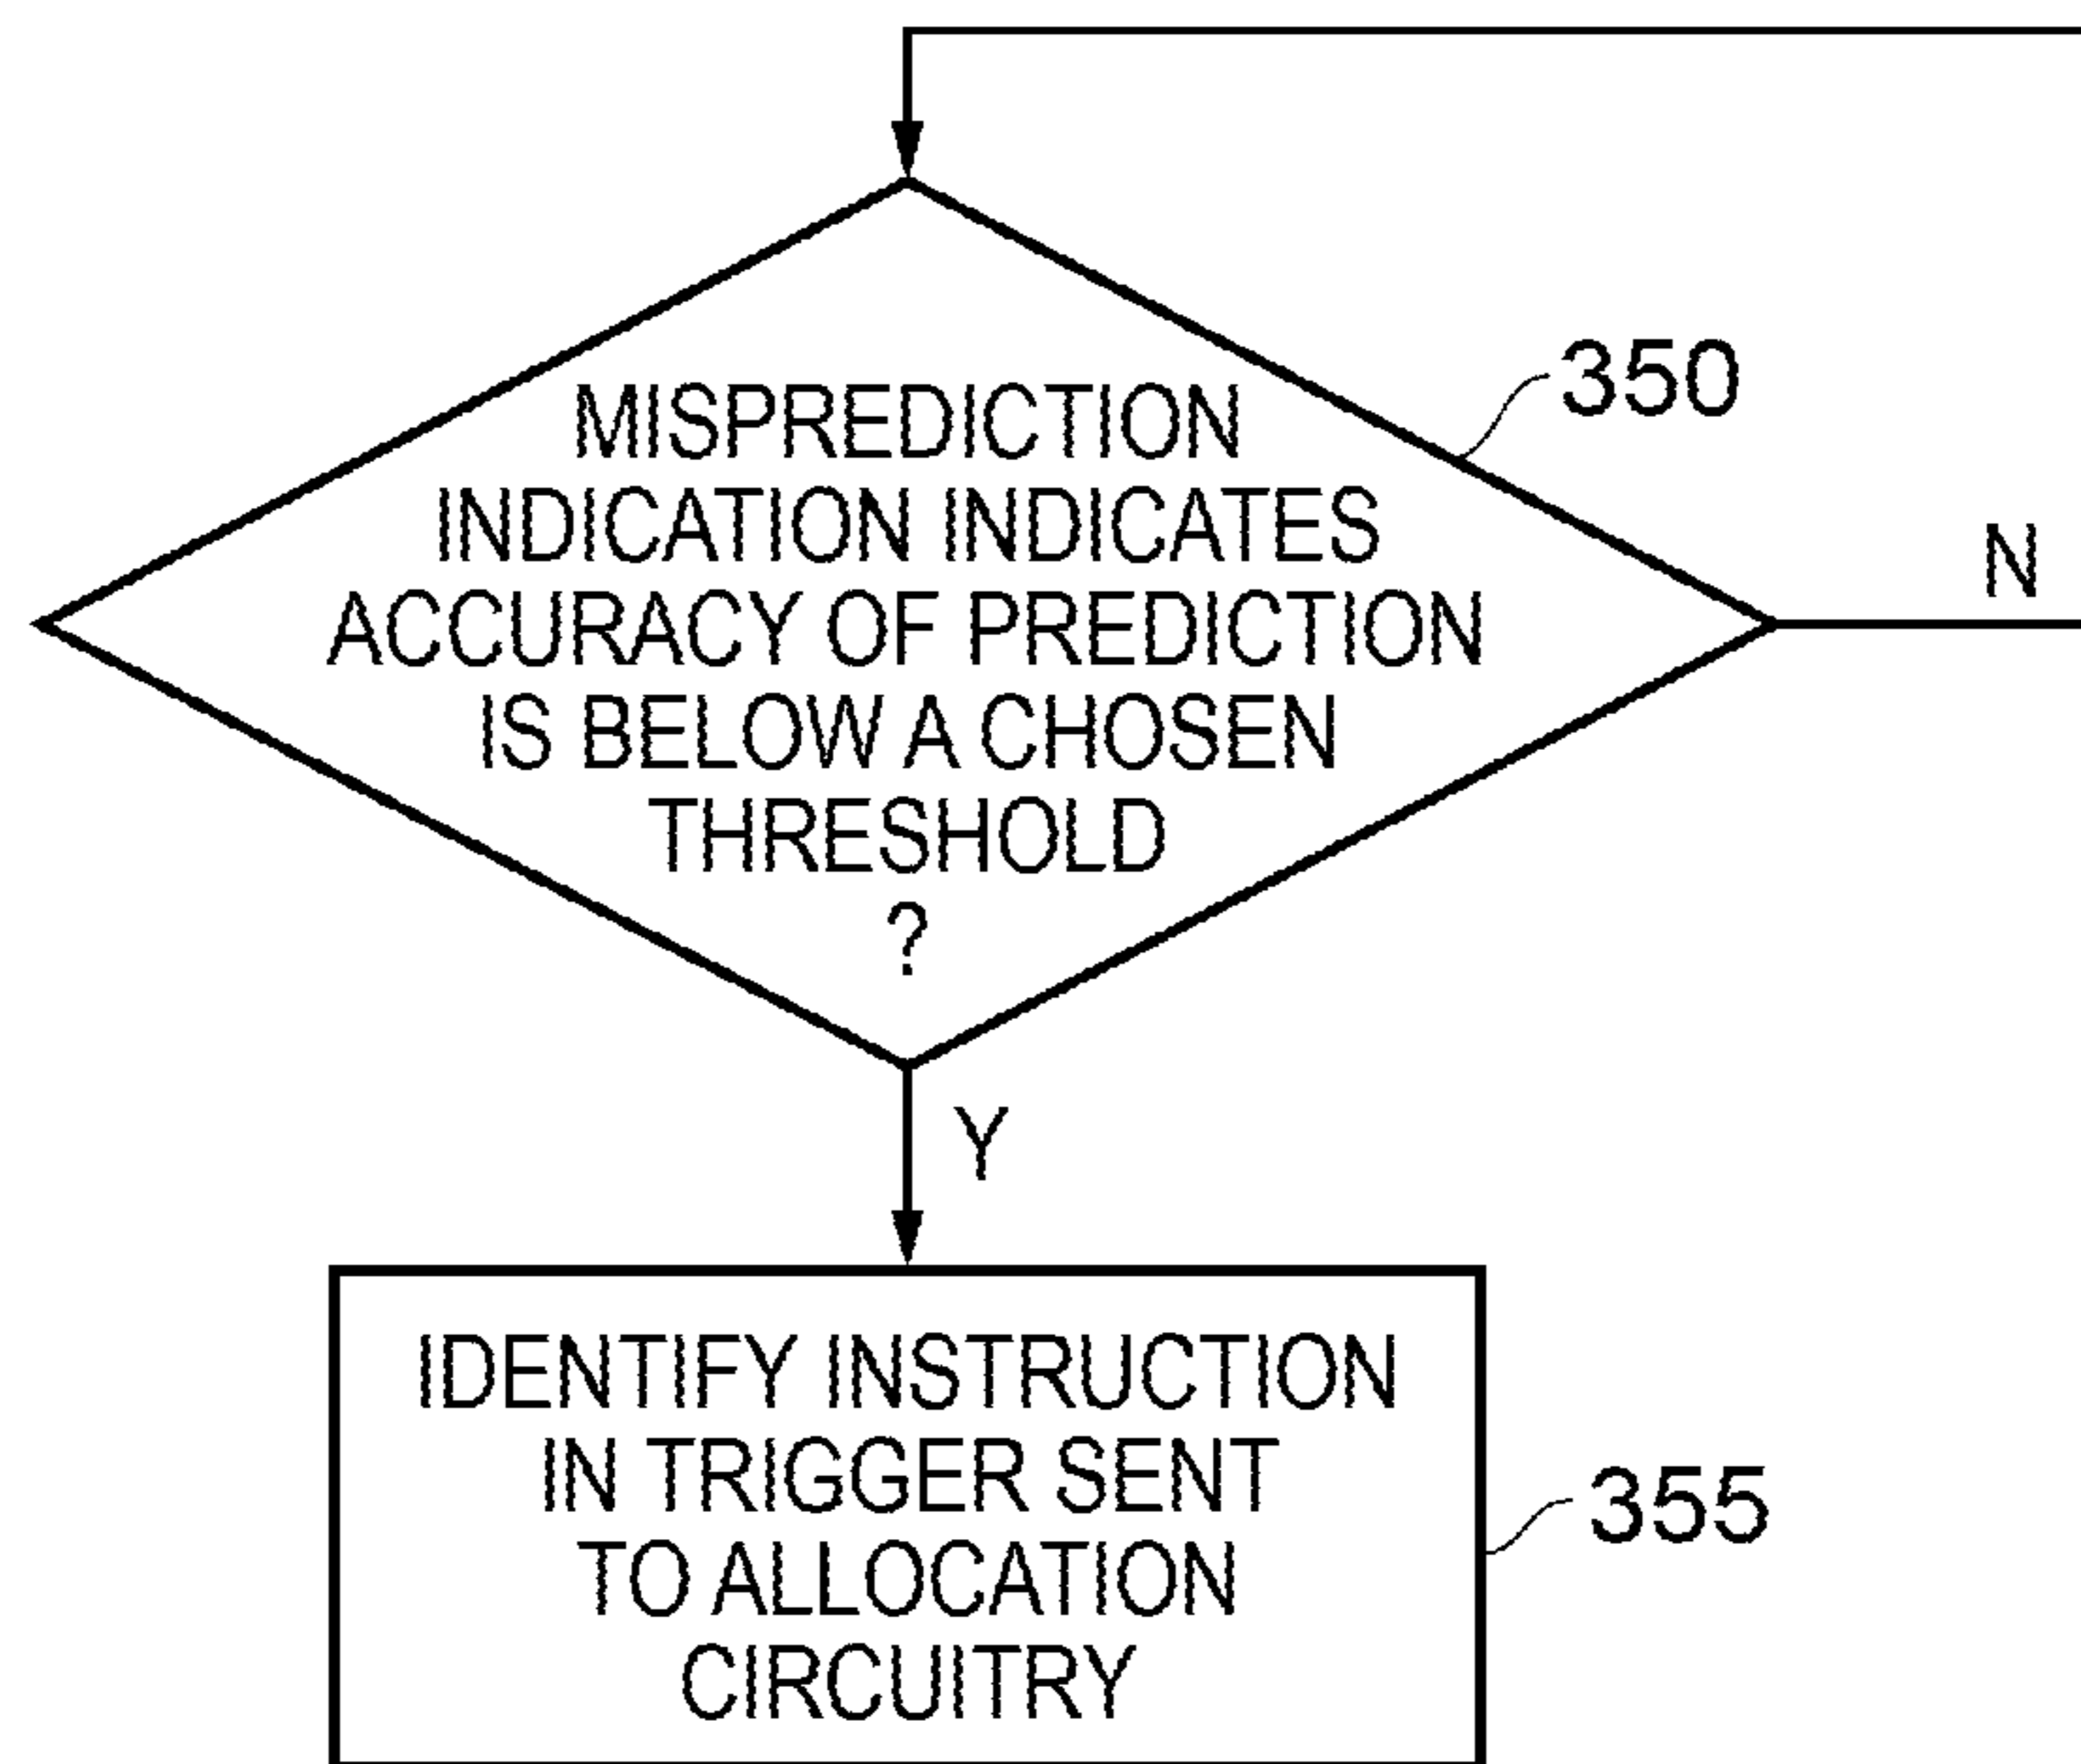 MISPREDICTION
INDICATION INDICATES
ACCURACY OF PREDICTION
IS BELOW A CHOSEN
THRESHOLD
?
350
N
Y
IDENTIFY INSTRUCTION
IN TRIGGER SENT
TO ALLOCATION
CIRCUITRY
355